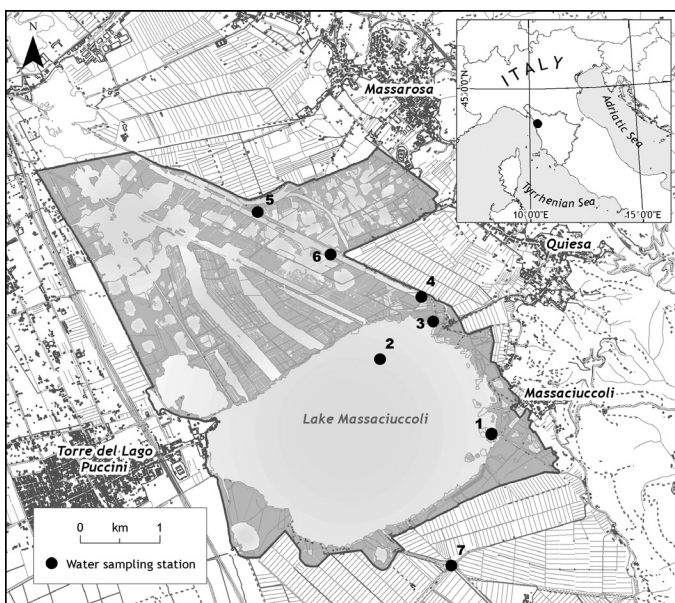 N
Massarosa
ITALY
45°00'N
Adriatic Sea
Tyrrhenian Sea
10°00'E
15°00'E
5
6
Quiesa
4
3
2
Massaciuccoli
Lake Massaciuccoli
1
Torre del Lago
Puccini
0 km 1
Water sampling station
7